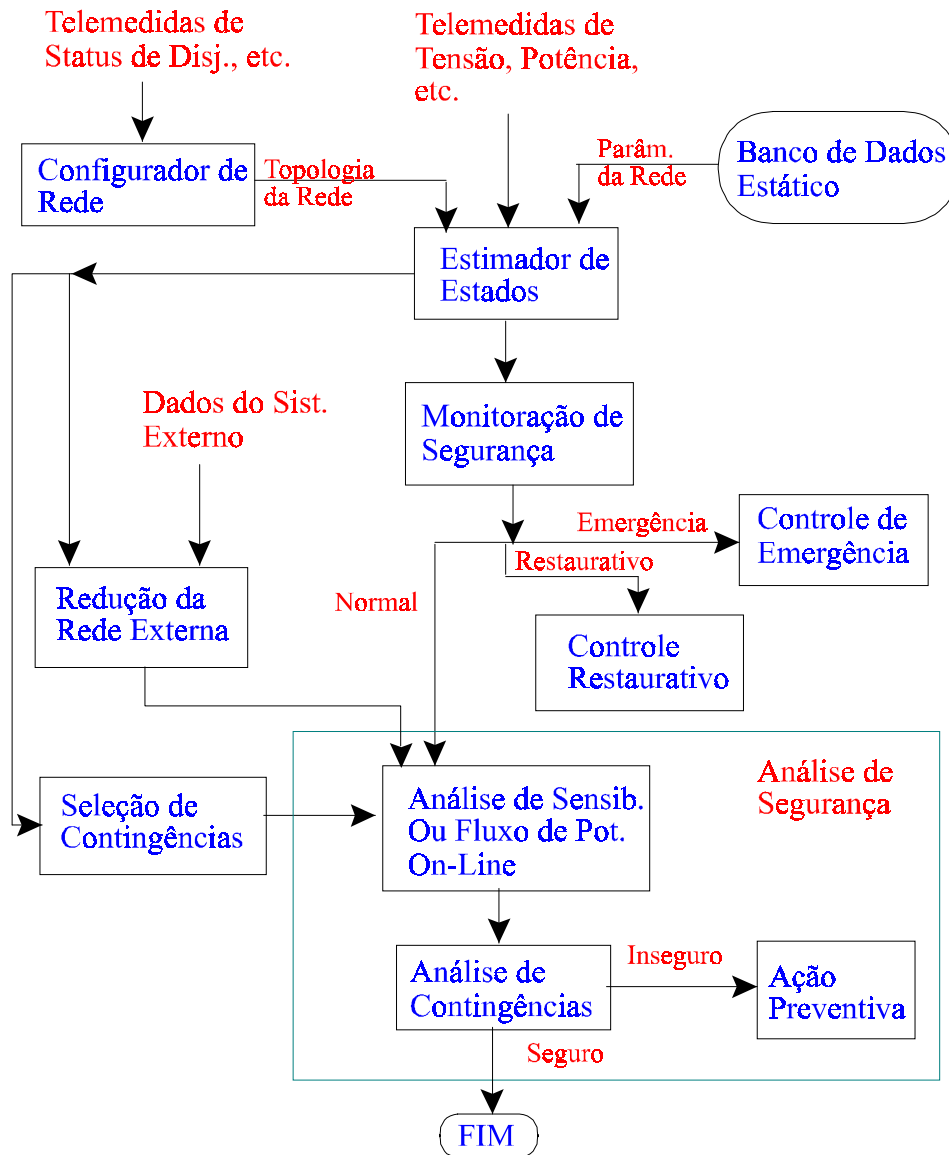 Telemedidas de
Status de Disj., etc.
Telemedidas de
Tensão, Potência,
etc.
Configurador de
Rede
Topologia
da Rede
Parâm.
da Rede
Banco de Dados
Estático
Estimador de
Estados
Dados do Sist.
Externo
Monitoração de
Segurança
Emergência
Controle de
Emergência
Restaurativo
Redução da
Rede Externa
Normal
Controle
Restaurativo
Análise de
Segurança
Seleção de
Contingências
Análise de Sensib.
Ou Fluxo de Pot.
On-Line
Análise de
Contingências
Inseguro
Ação
Preventiva
Seguro
FIM